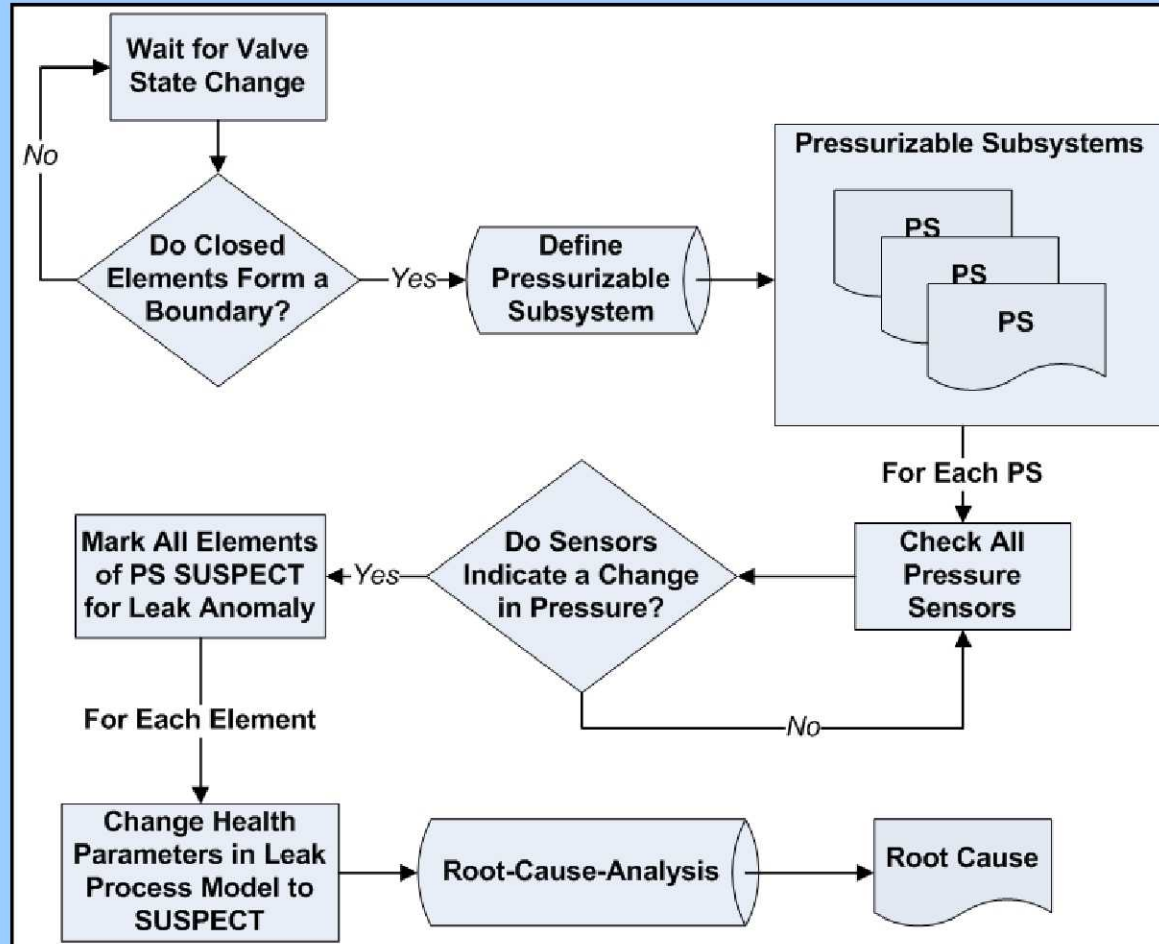 Wait for Valve
State Change
No
Do Closed
Elements Form a
Boundary?
Yes
Define
Pressurizable
Subsystem
Pressurizable Subsystems
PS
PS
PS
For Each PS
Check All
Pressure
Sensors
Do Sensors
Indicate a Change
in Pressure?
No
Yes
Mark All Elements
of PS SUSPECT
for Leak Anomaly
For Each Element
Change Health
Parameters in Leak
Process Model to
SUSPECT
Root-Cause-Analysis
Root Cause